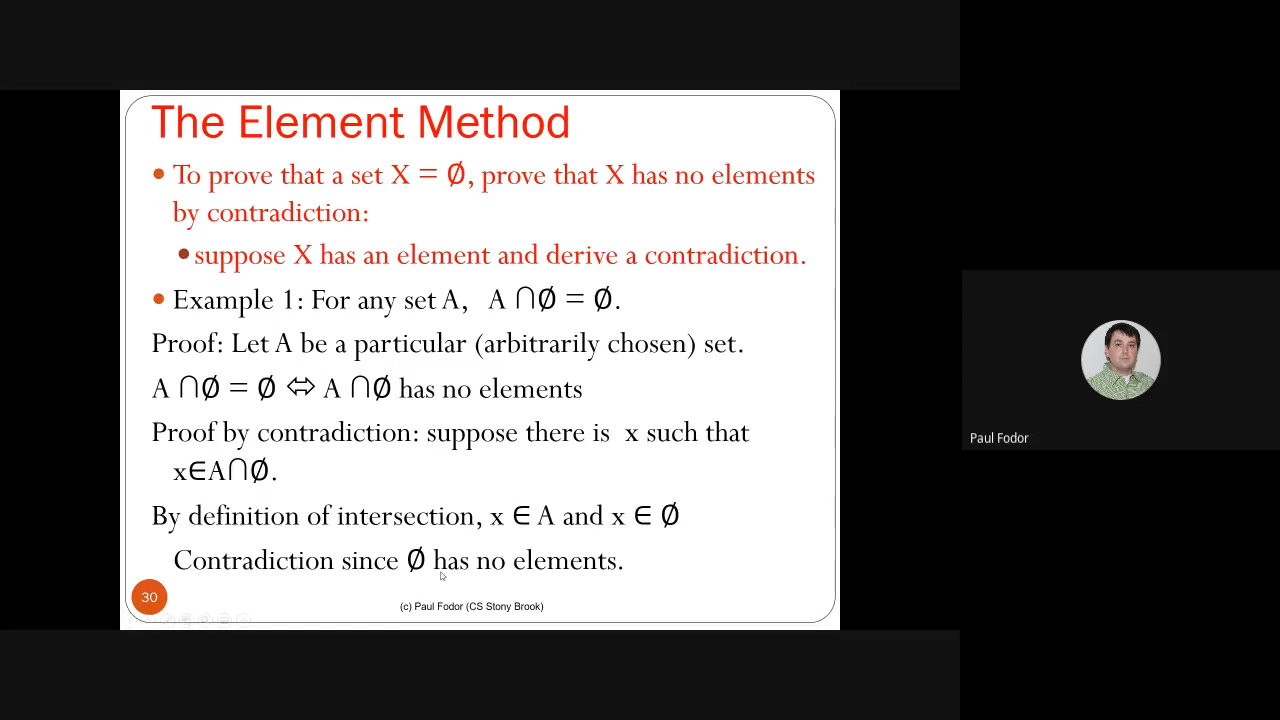 The Element Method
• To prove that a set X = ∅, prove that X has no elements
by contradiction:
• suppose X has an element and derive a contradiction.
• Example 1: For any set A, A ∩∅ = ∅.
Proof: Let A be a particular (arbitrarily chosen) set.
A ∩∅ = ∅ ⬄ A ∩∅ has no elements
Proof by contradiction: suppose there is x such that
x∈A∩∅.
By definition of intersection, x ∈ A and x ∈ ∅
Contradiction since ∅ has no elements.
30
(c) Paul Fodor (CS Stony Brook)
Paul Fodor